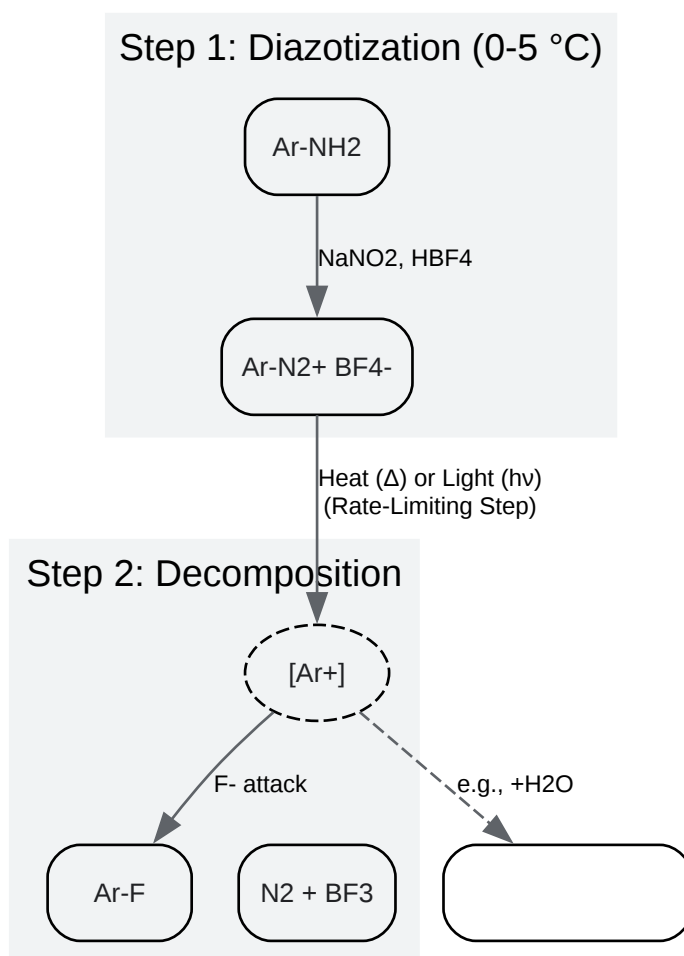 Step 1: Diazotization (0-5 °C)
Ar-NH2
NaNO2, HBF4
Ar-N2+ BF4-
Heat (Δ) or Light (hν)
(Rate-Limiting Step)
Step 2: Decomposition
[Ar+]
F- attack
e.g., +H2O
Ar-F
N2 + BF3